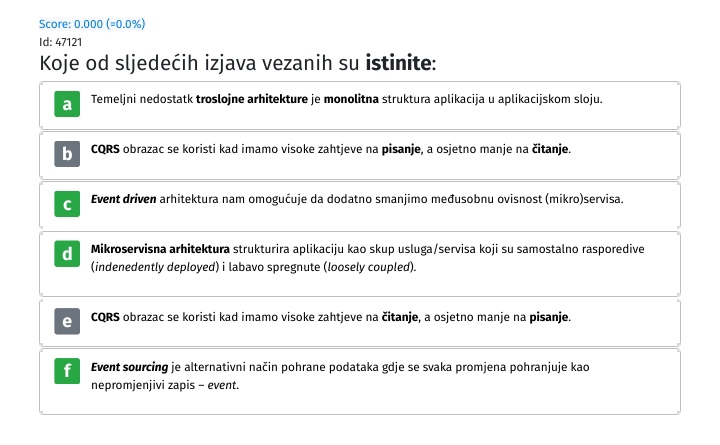 Score: 0.000 (=0.0%)
Id: 47121
Koje od sljedećih izjava vezanih su istinite:
a Temeljni nedostatk troslojne arhitekture je monolitna struktura aplikacija u aplikacijskom sloju.
b CQRS obrazac se koristi kad imamo visoke zahtjeve na pisanje, a osjetno manje na čitanje.
c Event driven arhitektura nam omogućuje da dodatno smanjimo međusobnu ovisnost (mikro)servisa.
d Mikroservisna arhitektura strukturira aplikaciju kao skup usluga/servisa koji su samostalno rasporedive
(indenedently deployed) i labavo spregnute (loosely coupled).
e CQRS obrazac se koristi kad imamo visoke zahtjeve na čitanje, a osjetno manje na pisanje.
f Event sourcing je alternativni način pohrane podataka gdje se svaka promjena pohranjuje kao
nepromjenjivi zapis – event.